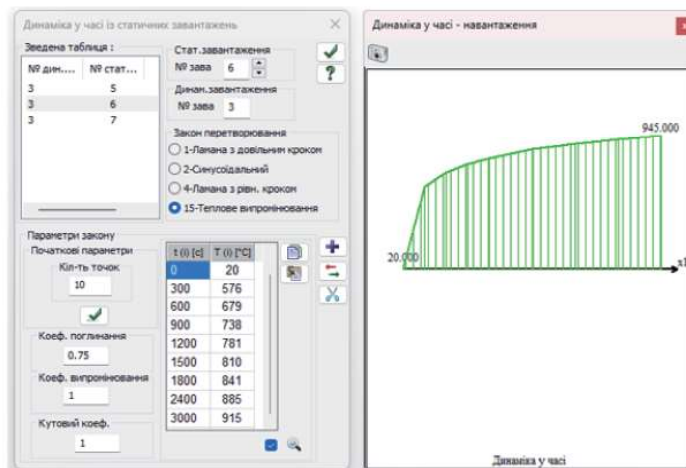 Динаміка у часі із статичних завантажень
Зведена таблиця :
№ дин.... № стат...
3 5
3 6
3 7
Стат.завантаження
№ зава 6
Динан.завантаження
№ зава 3
Закон перетворювання
1-Ламана з довільним кроком
2-Синусоідальний
4-Ламана з рівн. кроком
15-Теплове випромінювання
Параметри закону
Початкові параметри
Кіл-ть точок
10
Коеф. поглинання
0.75
Коеф. випромінювання
1
Кутовий коеф.
1
t (i) [c] T (i) [°C]
0 20
300 576
600 679
900 738
1200 781
1500 810
1800 841
2400 885
3000 915
Динаміка у часі - навантаження
945.000
20.000
Динаміка у часі